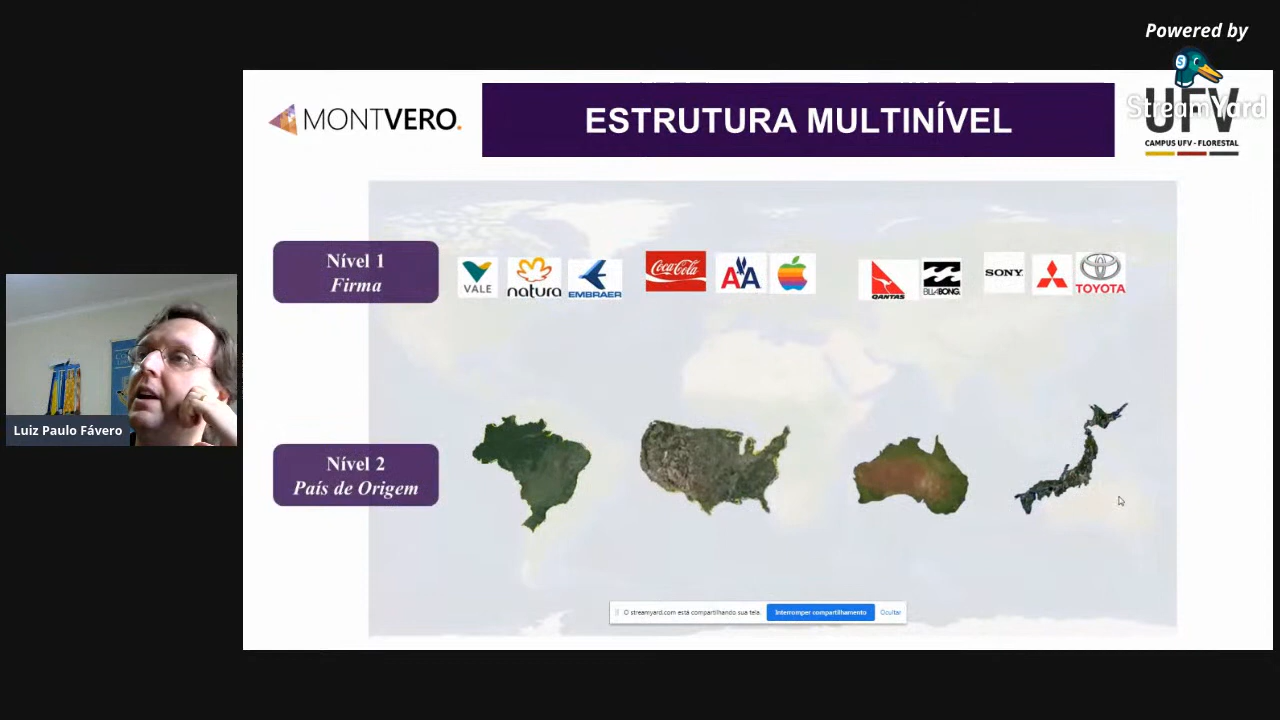 Powered by
StreamYard
MONTVERO.
ESTRUTURA MULTINÍVEL
UFV
CAMPUS UFV - FLORESTAL
Nível 1
Firma
VALE
natura
EMBRAER
Coca-Cola
AA
QANTAS
BILLABONG
SONY
TOYOTA
Luiz Paulo Fávero
Nível 2
País de Origem
O streamyard.com está compartilhando sua tela.
Interromper compartilhamento
Ocultar